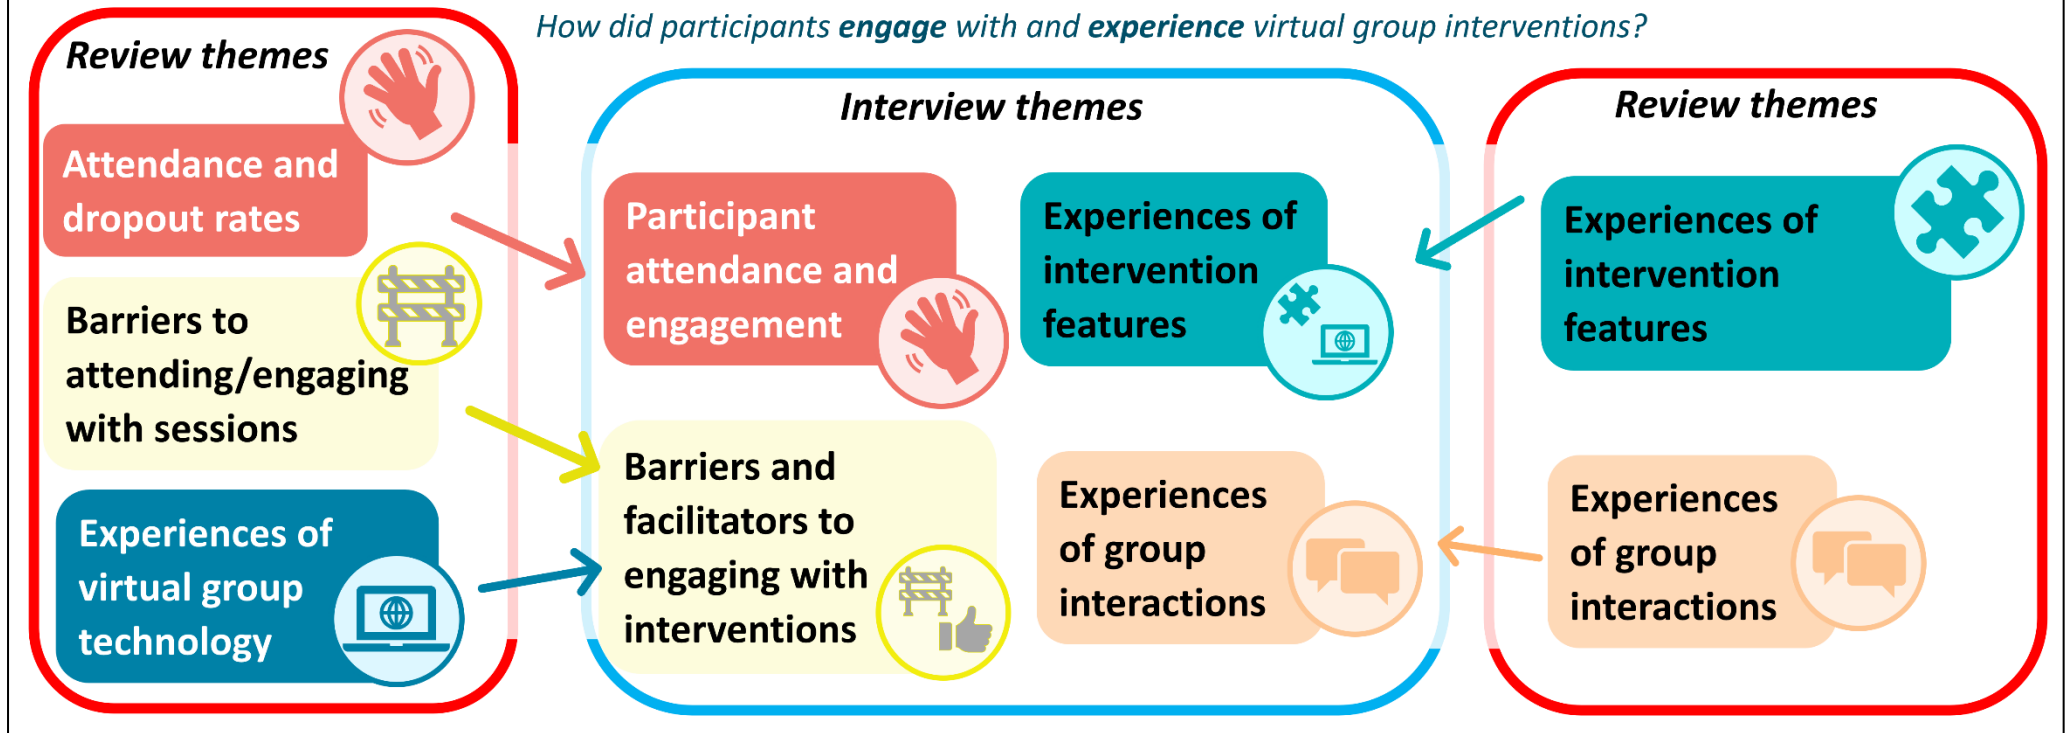 How did participants engage with and experience virtual group interventions?
Review themes
Attendance and
dropout rates
Barriers to
attending/engaging
with sessions
Experiences of
virtual group
technology
Interview themes
Participant
attendance and
engagement
Experiences of
intervention
features
Barriers and
facilitators to
engaging with
interventions
Experiences
of group
interactions
Review themes
Experiences of
intervention
features
Experiences
of group
interactions